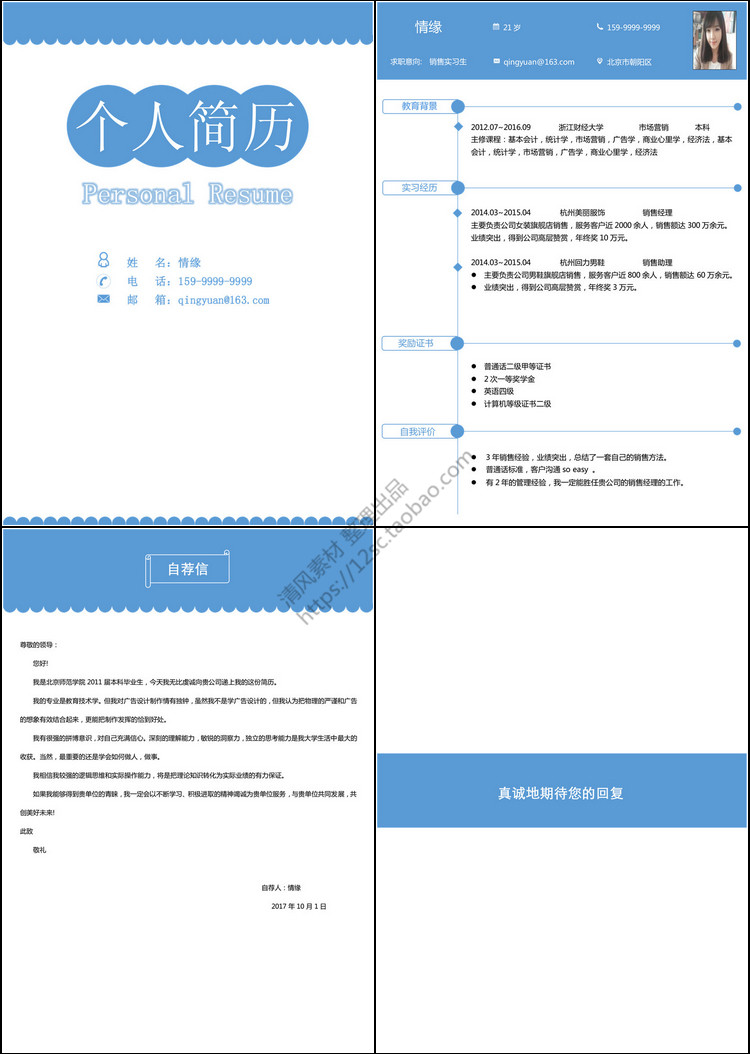 个人简历
Personal Resume
姓 名：情缘
电 话：159-9999-9999
邮 箱：qingyuan@163.com
情缘
21 岁
159-9999-9999
求职意向: 销售实习生
qingyuan@163.com
北京市朝阳区
教育背景
2012.07~2016.09 浙江财经大学 市场营销 本科
主修课程：基本会计，统计学，市场营销，广告学，商业心里学，经济法，基本
会计，统计学，市场营销，广告学，商业心里学，经济法
实习经历
2014.03~2015.04 杭州美丽服饰 销售经理
主要负责公司女装旗舰店销售，服务客户近 2000 余人，销售额达 300 万余元。
业绩突出，得到公司高层赞赏，年终奖 10 万元。
2014.03~2015.04 杭州回力男鞋 销售助理
● 主要负责公司男鞋旗舰店销售，服务客户近 800 余人，销售额达 60 万余元。
● 业绩突出，得到公司高层赞赏，年终奖 3 万元。
奖励证书
● 普通话二级甲等证书
● 2 次一等奖学金
● 英语四级
● 计算机等级证书二级
自我评价
● 3 年销售经验，业绩突出，总结了一套自己的销售方法。
● 普通话标准，客户沟通 so easy 。
● 有 2 年的管理经验，我一定能胜任贵公司的销售经理的工作。
清风素材 整理出品
https://12sc.taobao.com
自荐信
尊敬的领导：
您好!
我是北京师范学院 2011 届本科毕业生，今天我无比虔诚向贵公司递上我的这份简历。
我的专业是教育技术学。但我对广告设计制作情有独钟，虽然我不是学广告设计的，但我认为把物理的严谨和广告
的想象有效结合起来，更能把制作发挥的恰到好处。
我有很强的拼博意识，对自己充满信心。深刻的理解能力，敏锐的洞察力，独立的思考能力是我大学生活中最大的
收获。当然，最重要的还是学会如何做人，做事。
我相信我较强的逻辑思维和实际操作能力，将是把理论知识转化为实际业绩的有力保证。
如果我能够得到贵单位的青睐，我一定会以不断学习、积极进取的精神竭诚为贵单位服务，与贵单位共同发展，共
创美好未来!
此致
敬礼
自荐人：情缘
2017 年 10 月 1 日
真诚地期待您的回复